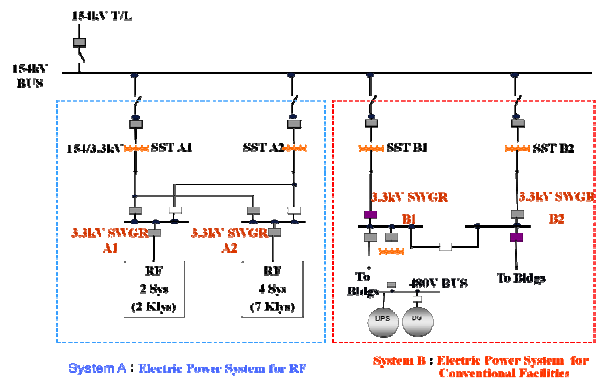 154kV T/L
154kV
BUS
154/3.3kV
SST A1
SST A2
SST B1
SST B2
3.3kV SWGR
A1
3.3kV SWGR
A2
3.3kV SWGR
B1
3.3kV SWGR
B2
RF
2 Sys
(2 Klys)
RF
4 Sys
(7 Klys)
To
Bldgs
480V BUS
To Bldgs
UPS
DG
System A : Electric Power System for RF
System B : Electric Power System for
Conventional Facilities